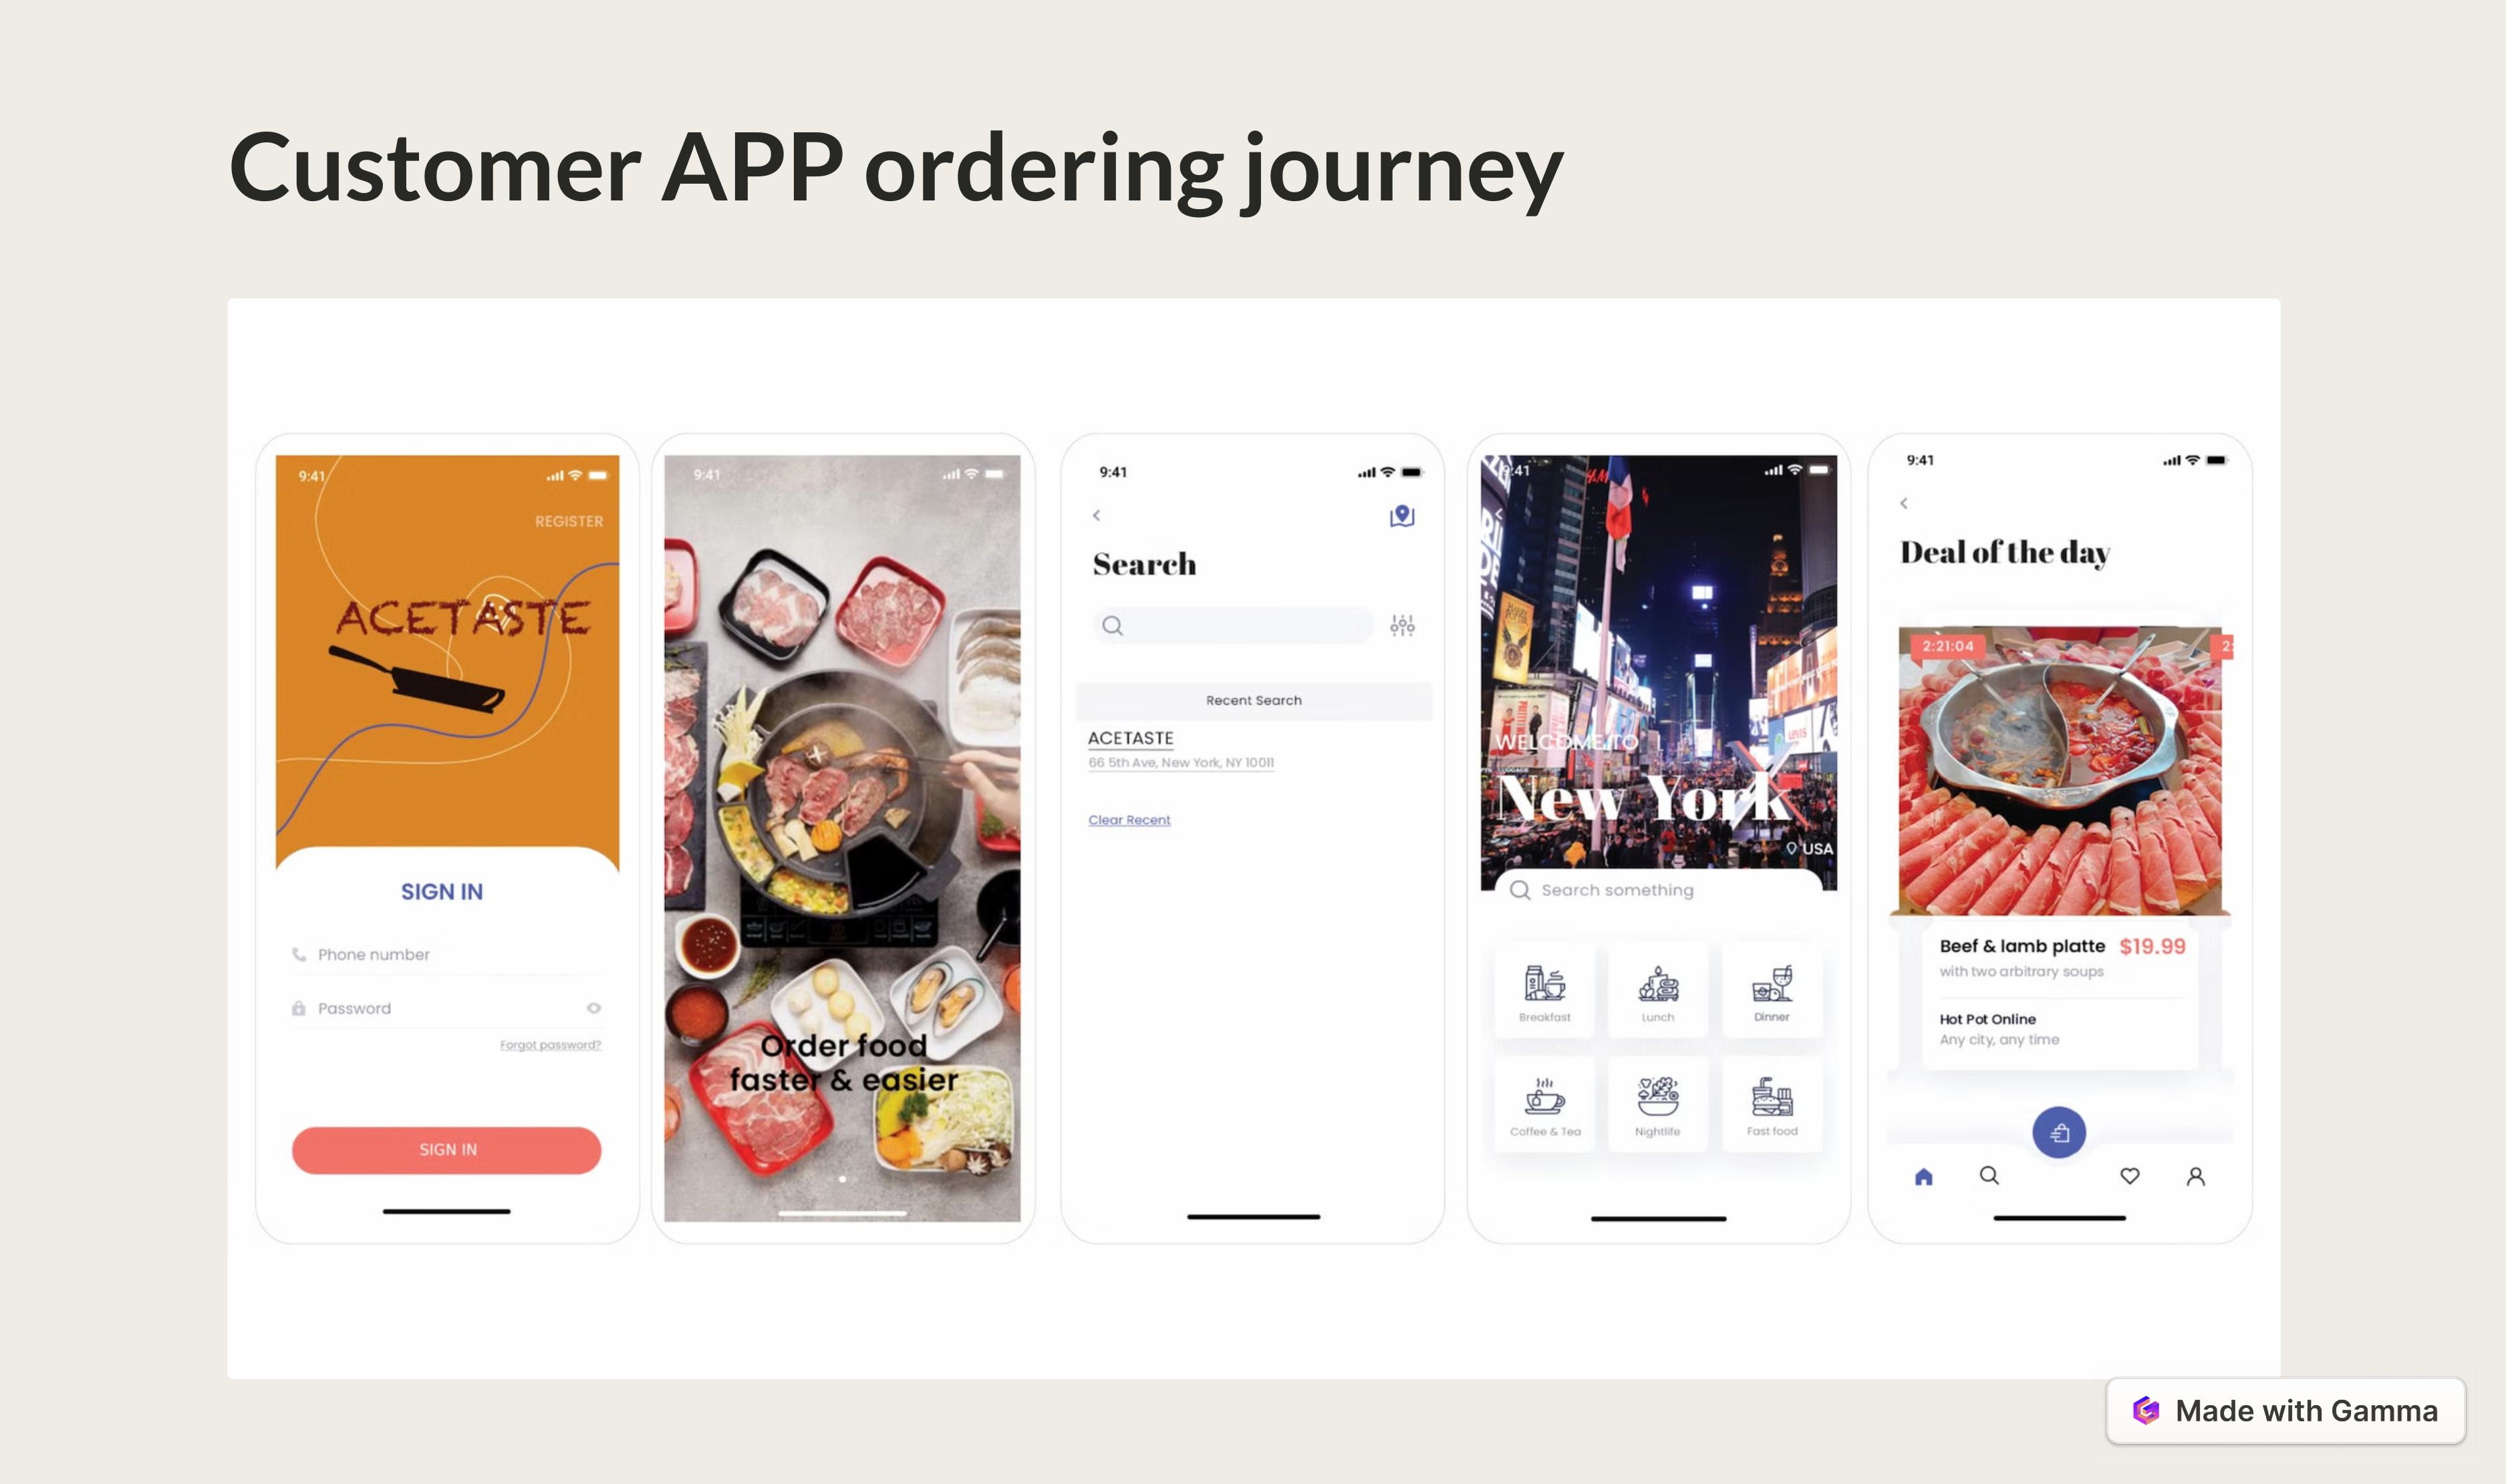 Customer APP ordering journey
9:41
REGISTER
ACETASTE
SIGN IN
Phone number
Password
Forgot password?
SIGN IN
9:41
Order food
faster & easier
9:41
Search
Recent Search
ACETASTE
66 5th Ave, New York, NY 10011
Clear Recent
9:41
H&M
LEVI'S
WELCOME TO
New York
USA
Search something
Breakfast
Lunch
Dinner
Coffee & Tea
Nightlife
Fast food
9:41
Deal of the day
2:21:04
2:
Beef & lamb platte $19.99
with two arbitrary soups
Hot Pot Online
Any city, any time
Made with Gamma